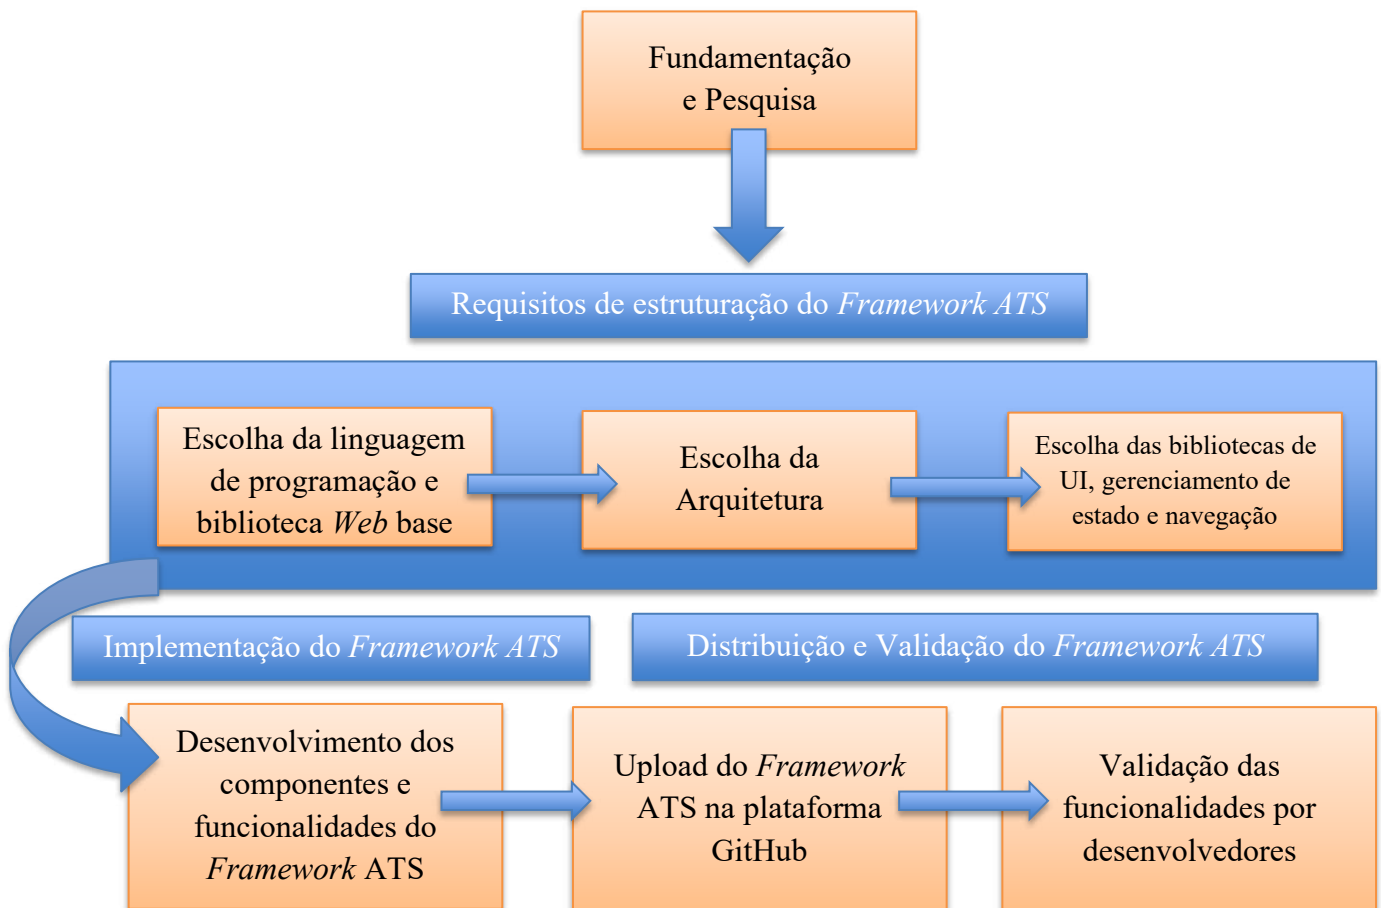 Fundamentação
e Pesquisa
Requisitos de estruturação do Framework ATS
Escolha da linguagem
de programação e
biblioteca Web base
Escolha da
Arquitetura
Escolha das bibliotecas de
UI, gerenciamento de
estado e navegação
Implementação do Framework ATS
Distribuição e Validação do Framework ATS
Desenvolvimento dos
componentes e
funcionalidades do
Framework ATS
Upload do Framework
ATS na plataforma
GitHub
Validação das
funcionalidades por
desenvolvedores